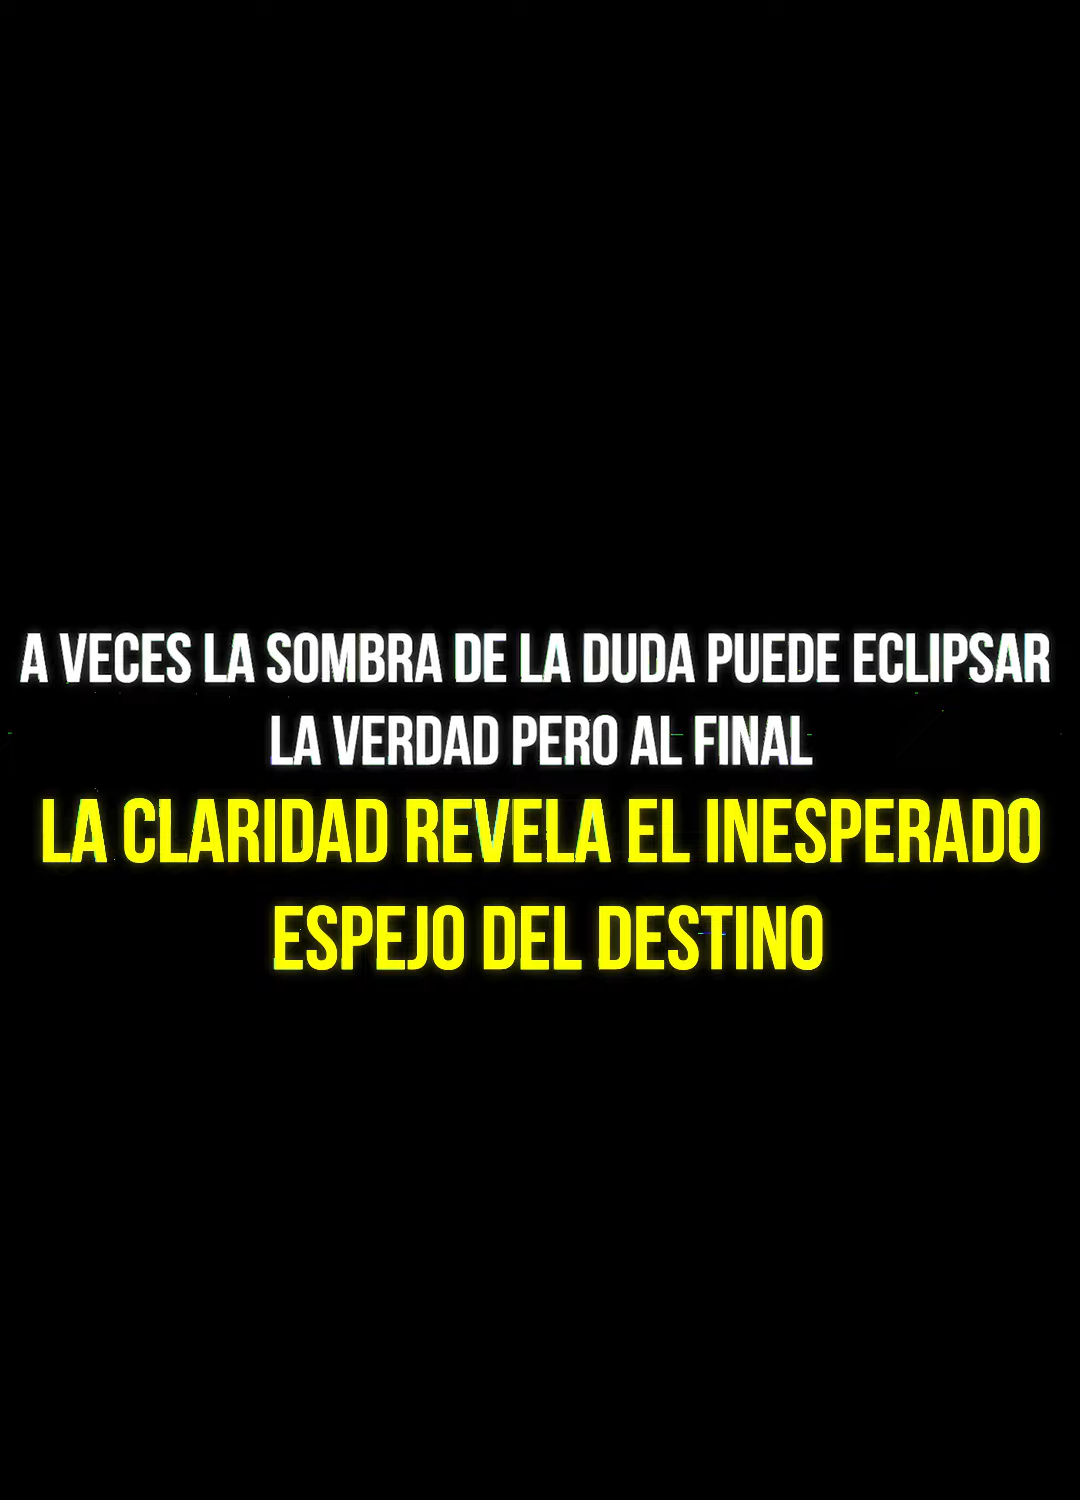 A VECES LA SOMBRA DE LA DUDA PUEDE ECLIPSAR
LA VERDAD PERO AL FINAL
LA CLARIDAD REVELA EL INESPERADO
ESPEJO DEL DESTINO